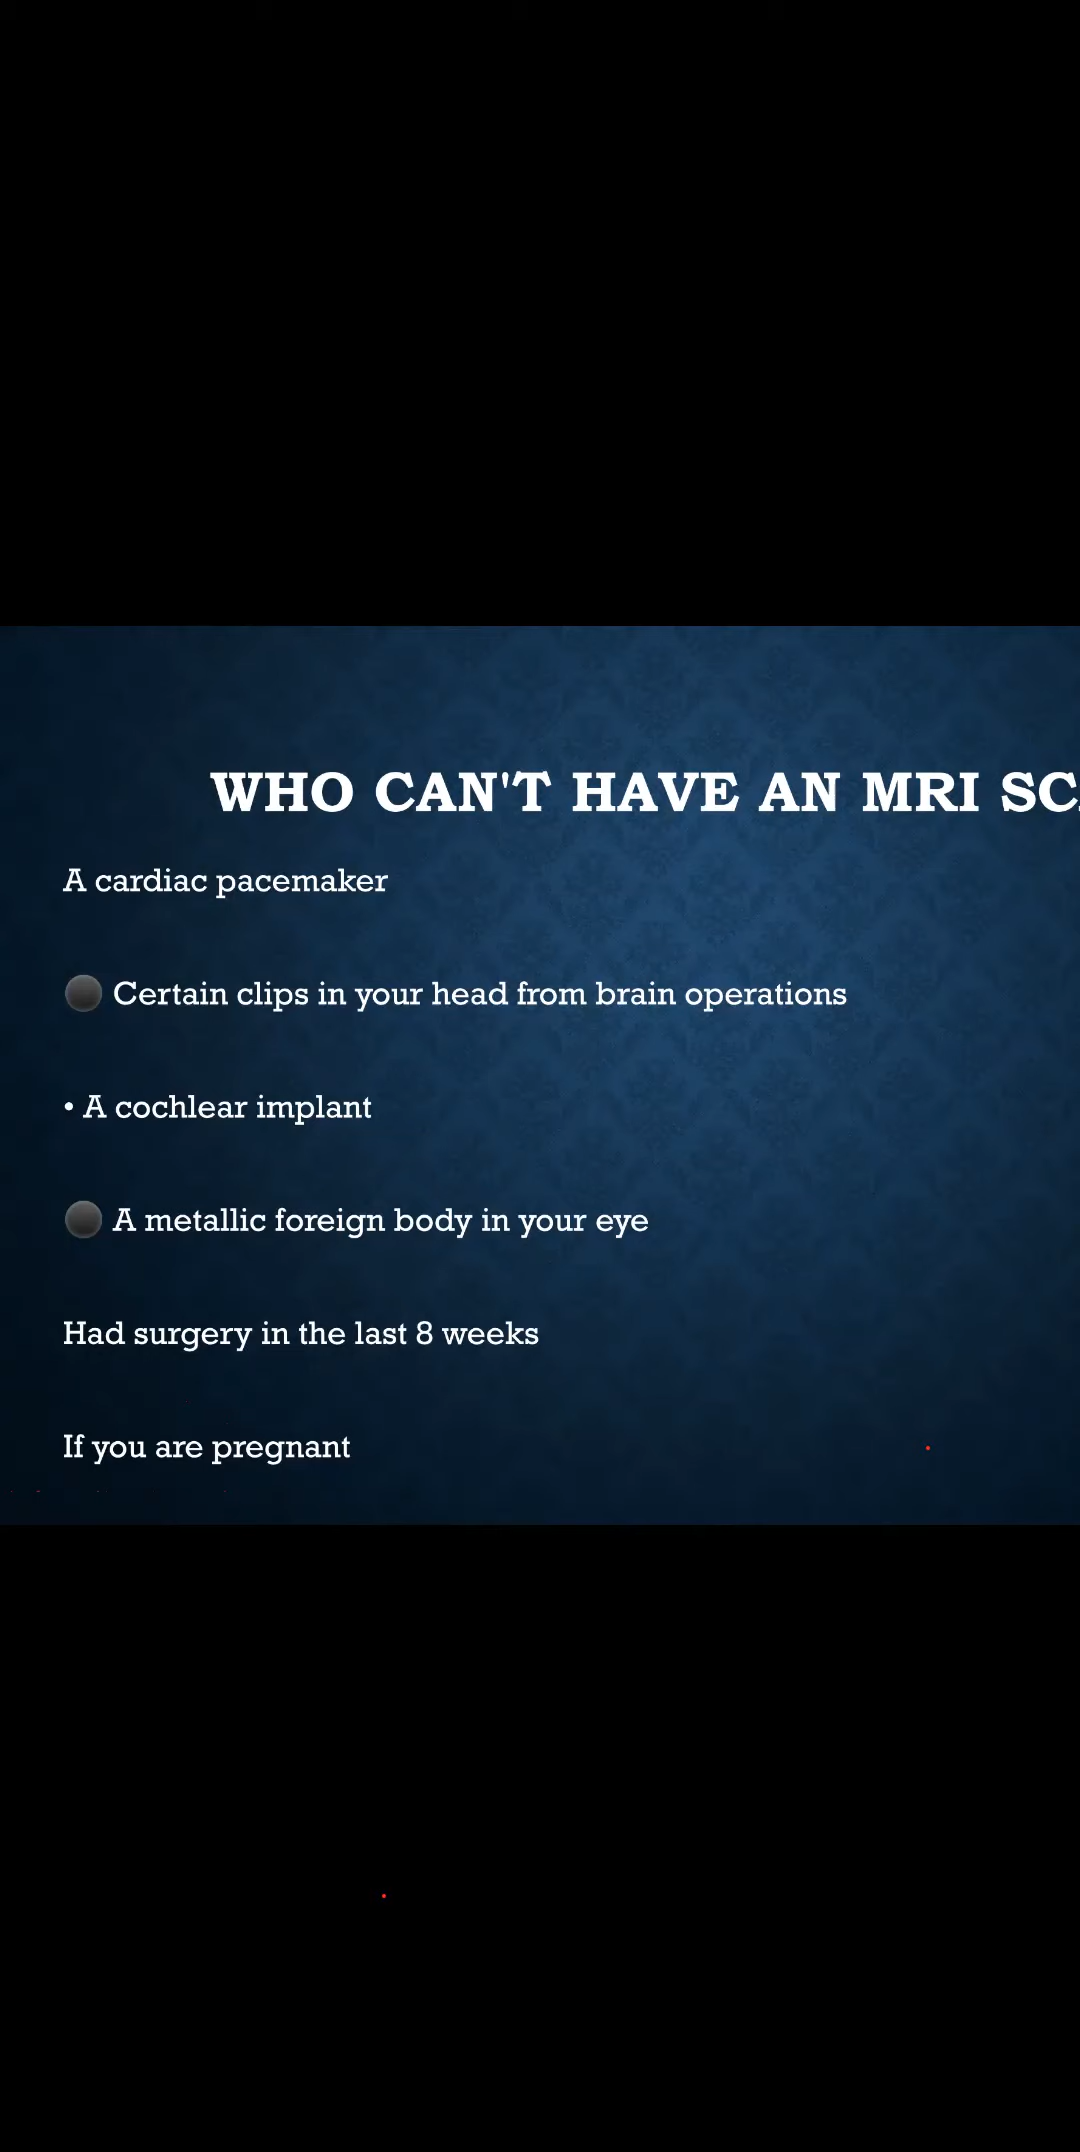 WHO CAN'T HAVE AN MRI SC
A cardiac pacemaker
⚫ Certain clips in your head from brain operations
• A cochlear implant
⚫ A metallic foreign body in your eye
Had surgery in the last 8 weeks
If you are pregnant